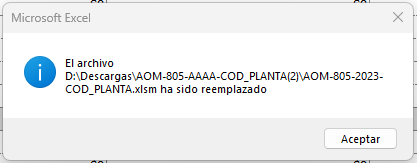 Microsoft Excel
El archivo
D:\Descargas\AOM-805-AAAA-COD_PLANTA(2)\AOM-805-2023-
COD_PLANTA.xlsm ha sido reemplazado
Aceptar